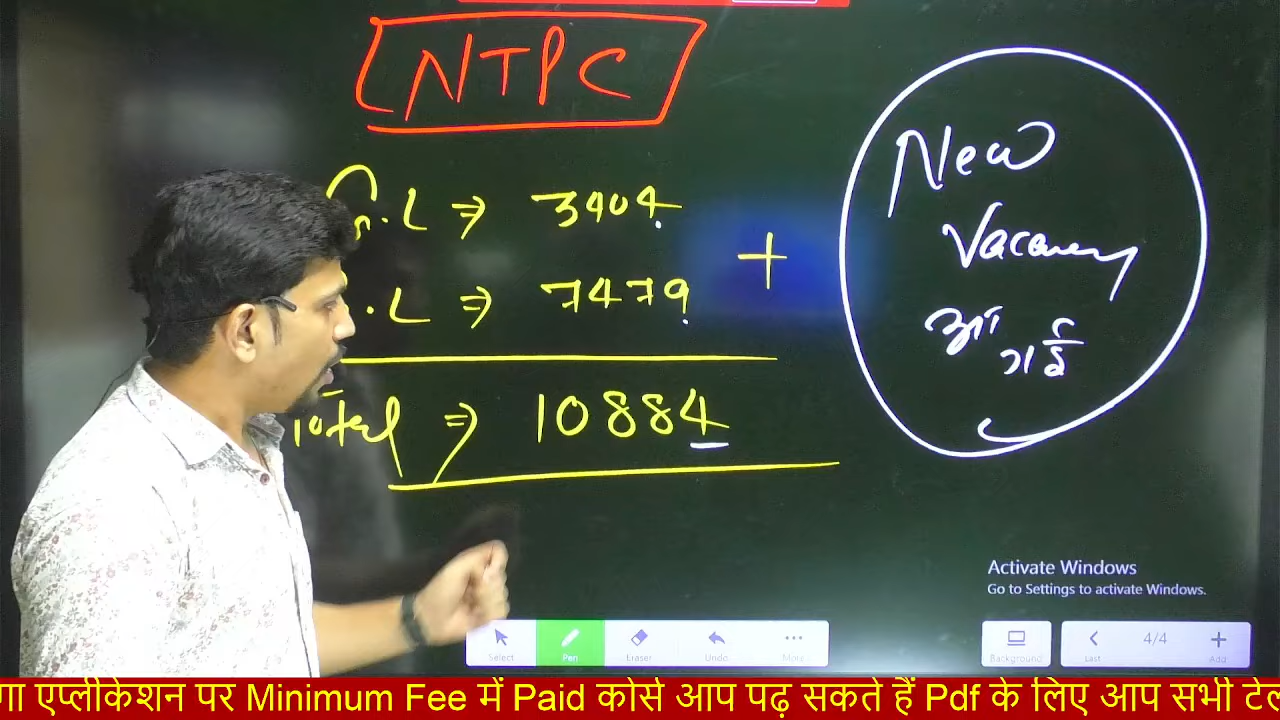 NTPC
G.L ⇒ 3404
.L ⇒ 7479
+
Total ⇒ 10884
New
Vacancy
आ
गई
Activate Windows
Go to Settings to activate Windows.
Select Pen Eraser Undo More
Background
Last 4/4 Add
गा एप्लीकेशन पर Minimum Fee में Paid कोर्स आप पढ़ सकते हैं Pdf के लिए आप सभी टेल